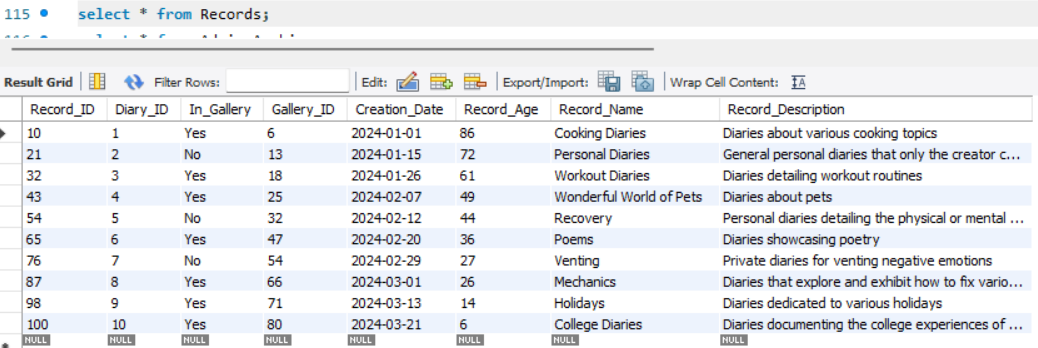 115 select * from Records;
Result Grid Filter Rows: Edit: Export/Import: Wrap Cell Content:
Record_ID Diary_ID In_Gallery Gallery_ID Creation_Date Record_Age Record_Name Record_Description
10 1 Yes 6 2024-01-01 86 Cooking Diaries Diaries about various cooking topics
21 2 No 13 2024-01-15 72 Personal Diaries General personal diaries that only the creator c...
32 3 Yes 18 2024-01-26 61 Workout Diaries Diaries detailing workout routines
43 4 Yes 25 2024-02-07 49 Wonderful World of Pets Diaries about pets
54 5 No 32 2024-02-12 44 Recovery Personal diaries detailing the physical or mental ...
65 6 Yes 47 2024-02-20 36 Poems Diaries showcasing poetry
76 7 No 54 2024-02-29 27 Venting Private diaries for venting negative emotions
87 8 Yes 66 2024-03-01 26 Mechanics Diaries that explore and exhibit how to fix vario...
98 9 Yes 71 2024-03-13 14 Holidays Diaries dedicated to various holidays
100 10 Yes 80 2024-03-21 6 College Diaries Diaries documenting the college experiences of ...
NULL NULL NULL NULL NULL NULL NULL NULL